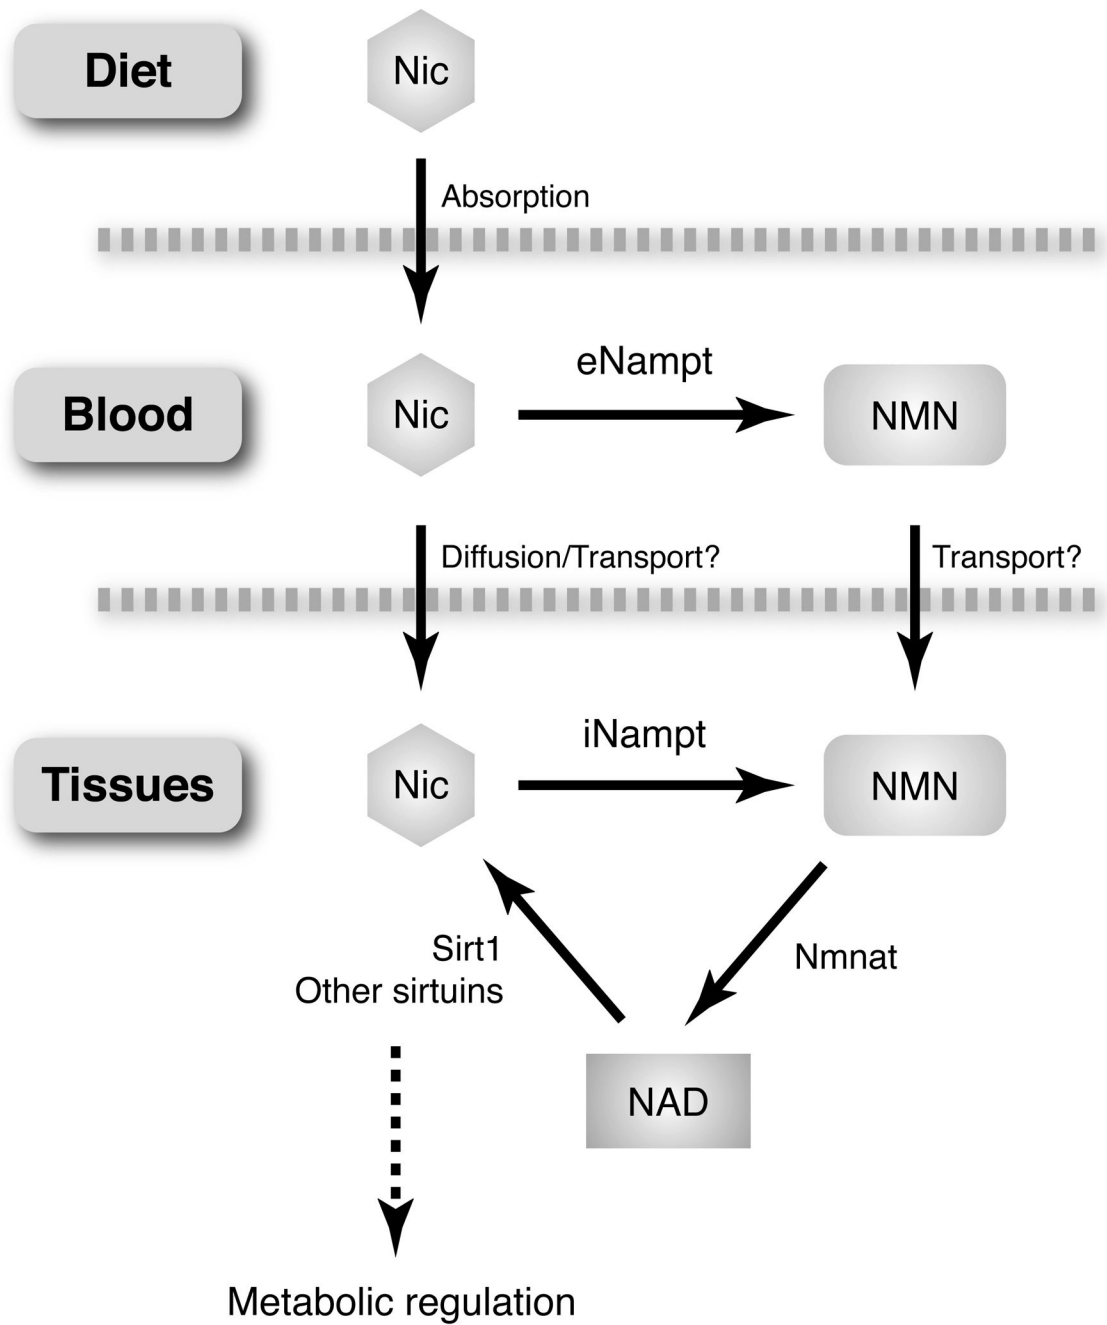 Diet
Nic
Absorption
eNampt
Blood
Nic
NMN
Diffusion/Transport?
Transport?
iNampt
Tissues
Nic
NMN
Sirt1
Other sirtuins
Nmnat
NAD
Metabolic regulation